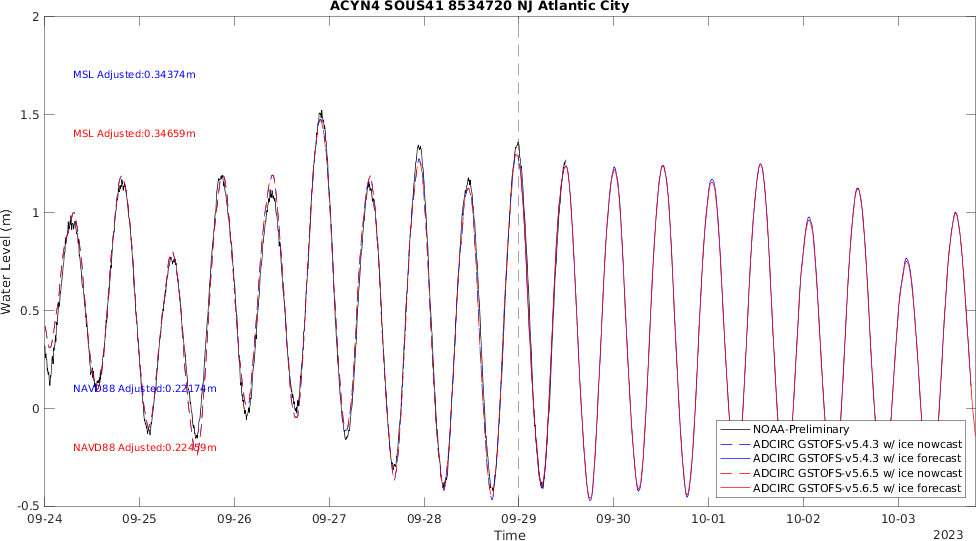 ACYN4 SOUS41 8534720 NJ Atlantic City
2
1.5
1
0.5
0
-0.5
Water Level (m)
MSL Adjusted:0.34374m
MSL Adjusted:0.34659m
NAVD88 Adjusted:0.22174m
NAVD88 Adjusted:0.22459m
NOAA-Preliminary
ADCIRC GSTOFS-v5.4.3 w/ ice nowcast
ADCIRC GSTOFS-v5.4.3 w/ ice forecast
ADCIRC GSTOFS-v5.6.5 w/ ice nowcast
ADCIRC GSTOFS-v5.6.5 w/ ice forecast
09-24 09-25 09-26 09-27 09-28 09-29 09-30 10-01 10-02 10-03
Time
2023